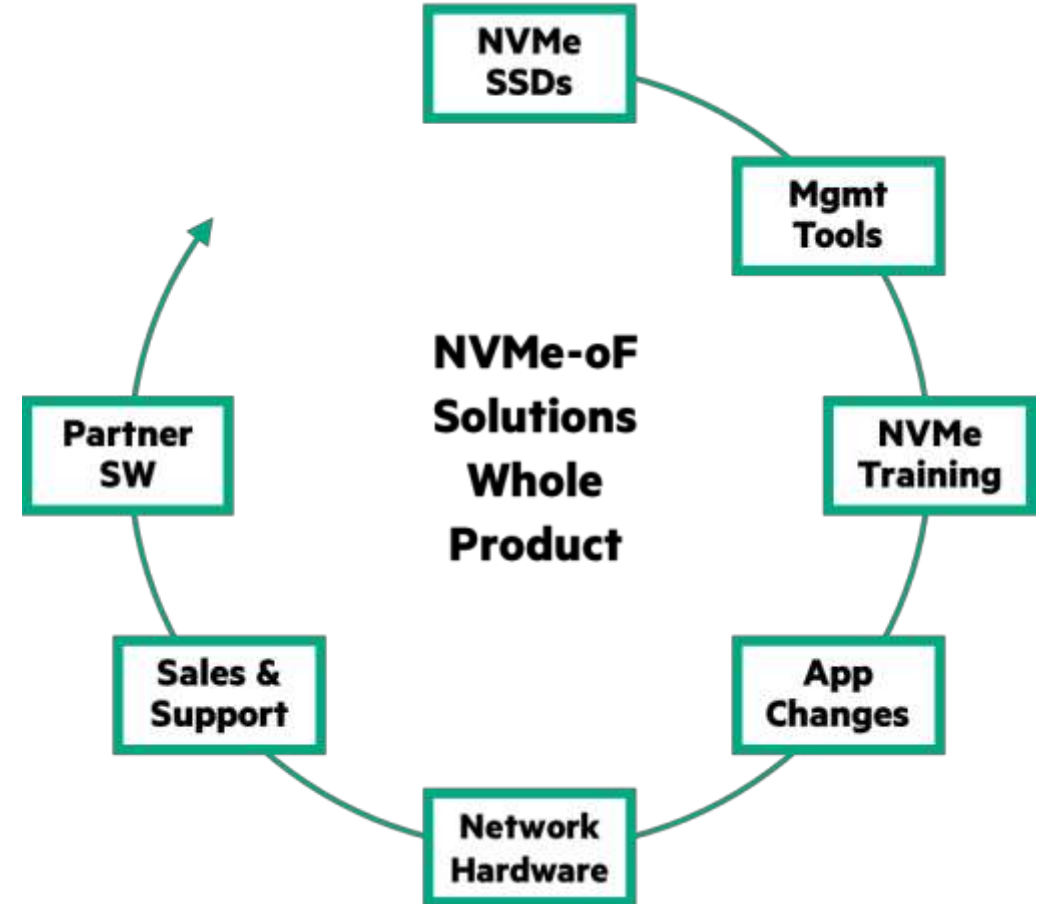 NVMe
SSDs
Mgmt
Tools
NVMe
Training
App
Changes
Network
Hardware
Sales &
Support
Partner
SW
NVMe-oF
Solutions
Whole
Product